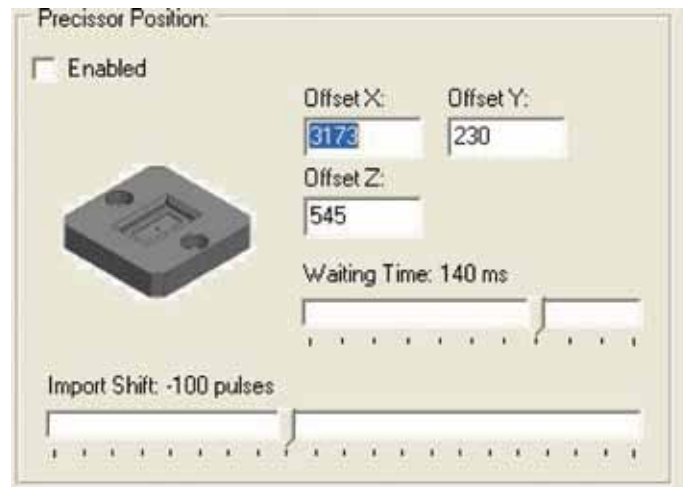 Precissor Position:
Enabled
Offset X: Offset Y:
3173 230
Offset Z:
545
Waiting Time: 140 ms
Import Shift: -100 pulses